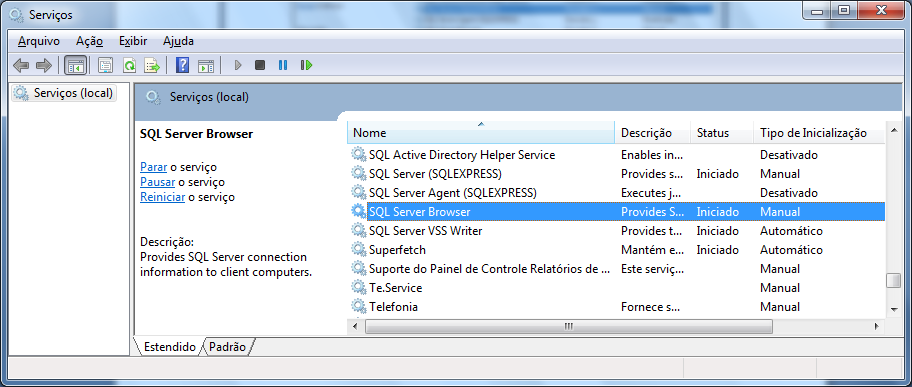 Serviços
Arquivo Ação Exibir Ajuda
Serviços (local)
Serviços (local)
SQL Server Browser
Parar o serviço
Pausar o serviço
Reiniciar o serviço
Descrição:
Provides SQL Server connection
information to client computers.
Nome Descrição Status Tipo de Inicialização
SQL Active Directory Helper Service Enables in... Desativado
SQL Server (SQLEXPRESS) Provides s... Iniciado Manual
SQL Server Agent (SQLEXPRESS) Executes j... Desativado
SQL Server Browser Provides S... Iniciado Manual
SQL Server VSS Writer Provides t... Iniciado Automático
Superfetch Mantém e... Iniciado Automático
Suporte do Painel de Controle Relatórios de ... Este serviç... Manual
Te.Service Manual
Telefonia Fornece s... Manual
Estendido Padrão